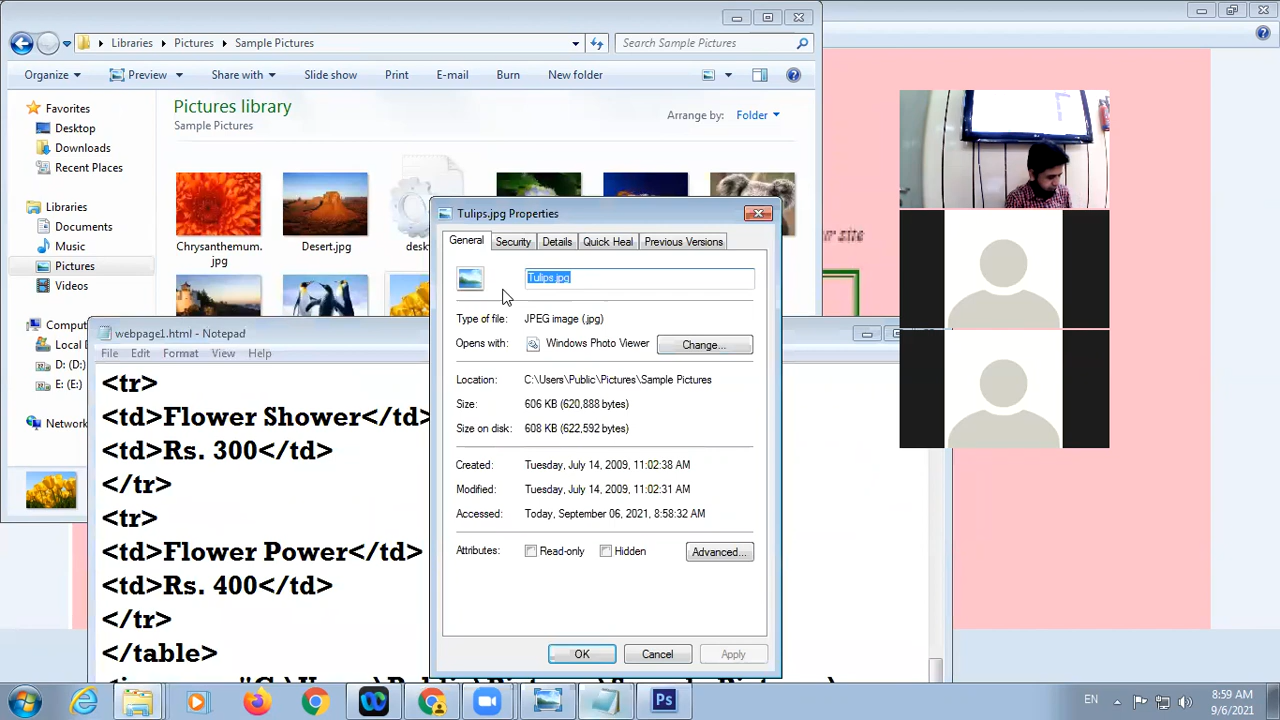 Libraries
Pictures
Sample Pictures
Search Sample Pictures
Organize
Preview
Share with
Slide show
Print
E-mail
Burn
New folder
Favorites
Desktop
Downloads
Recent Places
Libraries
Documents
Music
Pictures
Videos
Local
D: (D:)
E: (E:)
Network
Pictures library
Sample Pictures
Arrange by: Folder
Chrysanthemum.
jpg
Desert.jpg
site
Tulips.jpg Properties
General
Security
Details
Quick Heal
Previous Versions
Tulips.jpg
Type of file: JPEG image (.jpg)
Opens with: Windows Photo Viewer
Change...
Location: C:\Users\Public\Pictures\Sample Pictures
Size: 606 KB (620,888 bytes)
Size on disk: 608 KB (622,592 bytes)
Created: Tuesday, July 14, 2009, 11:02:38 AM
Modified: Tuesday, July 14, 2009, 11:02:31 AM
Accessed: Today, September 06, 2021, 8:58:32 AM
Attributes: Read-only Hidden
Advanced...
OK
Cancel
Apply
webpage1.html - Notepad
File Edit Format View Help
<tr>
<td>Flower Shower</td>
<td>Rs. 300</td>
</tr>
<tr>
<td>Flower Power</td>
<td>Rs. 400</td>
</tr>
</table>
Ps
EN
8:59 AM
9/6/2021